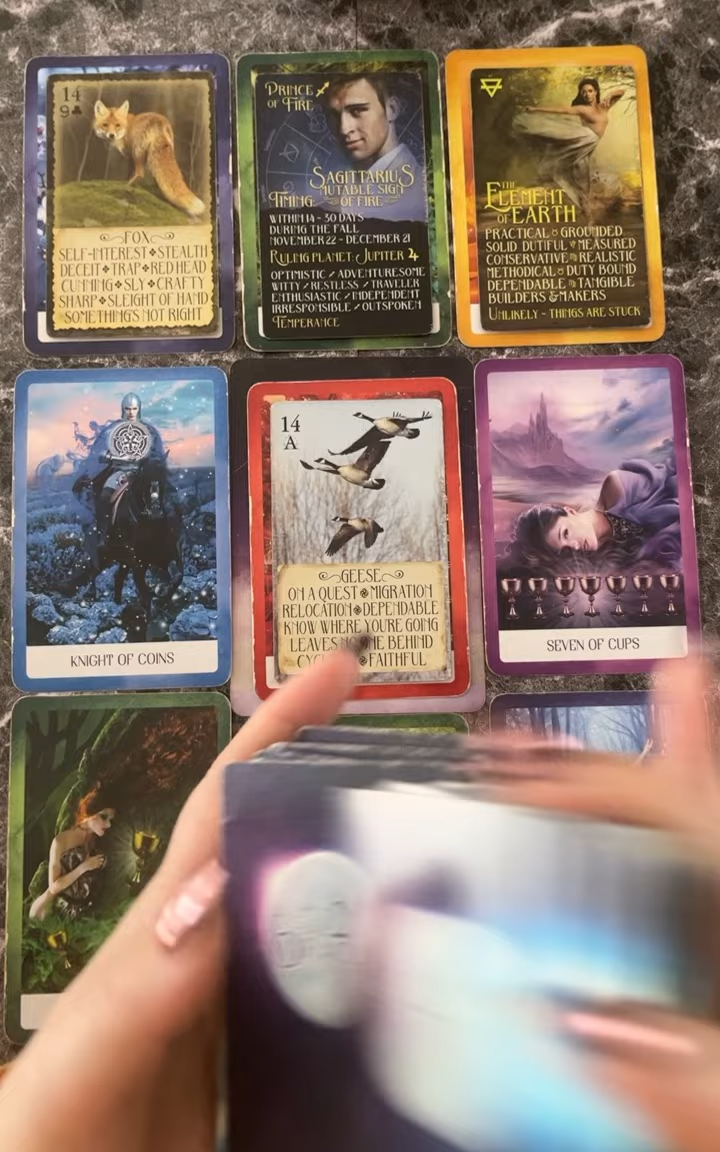 14
9♣
FOX
SELF-INTEREST❖STEALTH
DECEIT❖TRAP❖RED HEAD
CUNNING❖SLY❖CRAFTY
SHARP❖SLEIGHT OF HAND
SOMETHING'S NOT RIGHT
PRINCE ♐
OF FIRE
SAGITTARIUS
MUTABLE SIGN
OF FIRE
TIMING:
WITHIN 14 - 30 DAYS
DURING THE FALL
NOVEMBER 22 - DECEMBER 21
RULING PLANET: JUPITER ♃
OPTIMISTIC / ADVENTURESOME
WITTY / RESTLESS / TRAVELER
ENTHUSIASTIC / INDEPENDENT
IRRESPONSIBLE / OUTSPOKEN
TEMPERANCE
THE
ELEMENT
OF EARTH
PRACTICAL ♉ GROUNDED
SOLID DUTIFUL MEASURED
CONSERVATIVE ♍ REALISTIC
METHODICAL ♉ DUTY BOUND
DEPENDABLE ♍ TANGIBLE
BUILDERS & MAKERS
UNLIKELY ~ THINGS ARE STUCK
KNIGHT OF COINS
14
A
GEESE
ON A QUEST❖MIGRATION
RELOCATION❖DEPENDABLE
KNOW WHERE YOU'RE GOING
LEAVES BEHIND
FAITHFUL
SEVEN OF CUPS